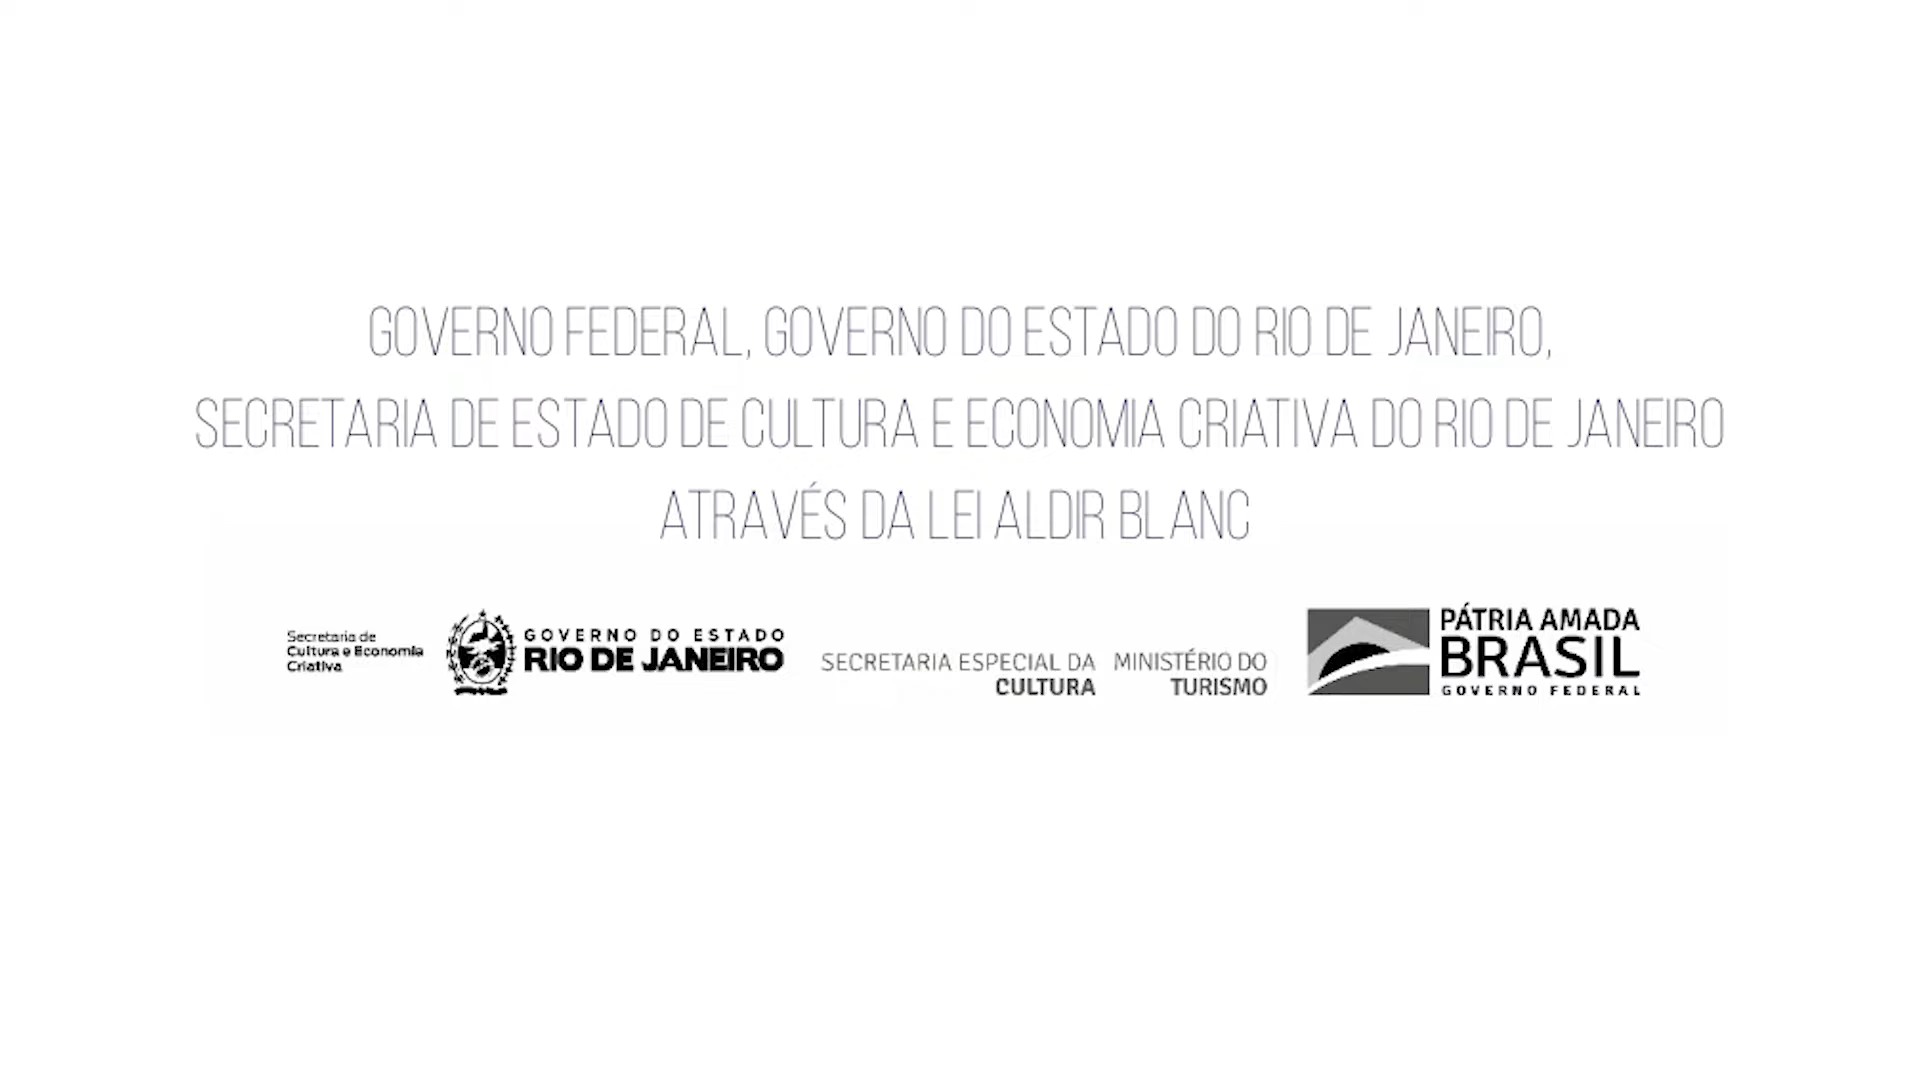 GOVERNO FEDERAL, GOVERNO DO ESTADO DO RIO DE JANEIRO,
SECRETARIA DE ESTADO DE CULTURA E ECONOMIA CRIATIVA DO RIO DE JANEIRO
ATRAVÉS DA LEI ALDIR BLANC
Secretaria de
Cultura e Economia
Criativa
GOVERNO DO ESTADO
RIO DE JANEIRO
SECRETARIA ESPECIAL DA
CULTURA
MINISTÉRIO DO
TURISMO
PÁTRIA AMADA
BRASIL
GOVERNO FEDERAL